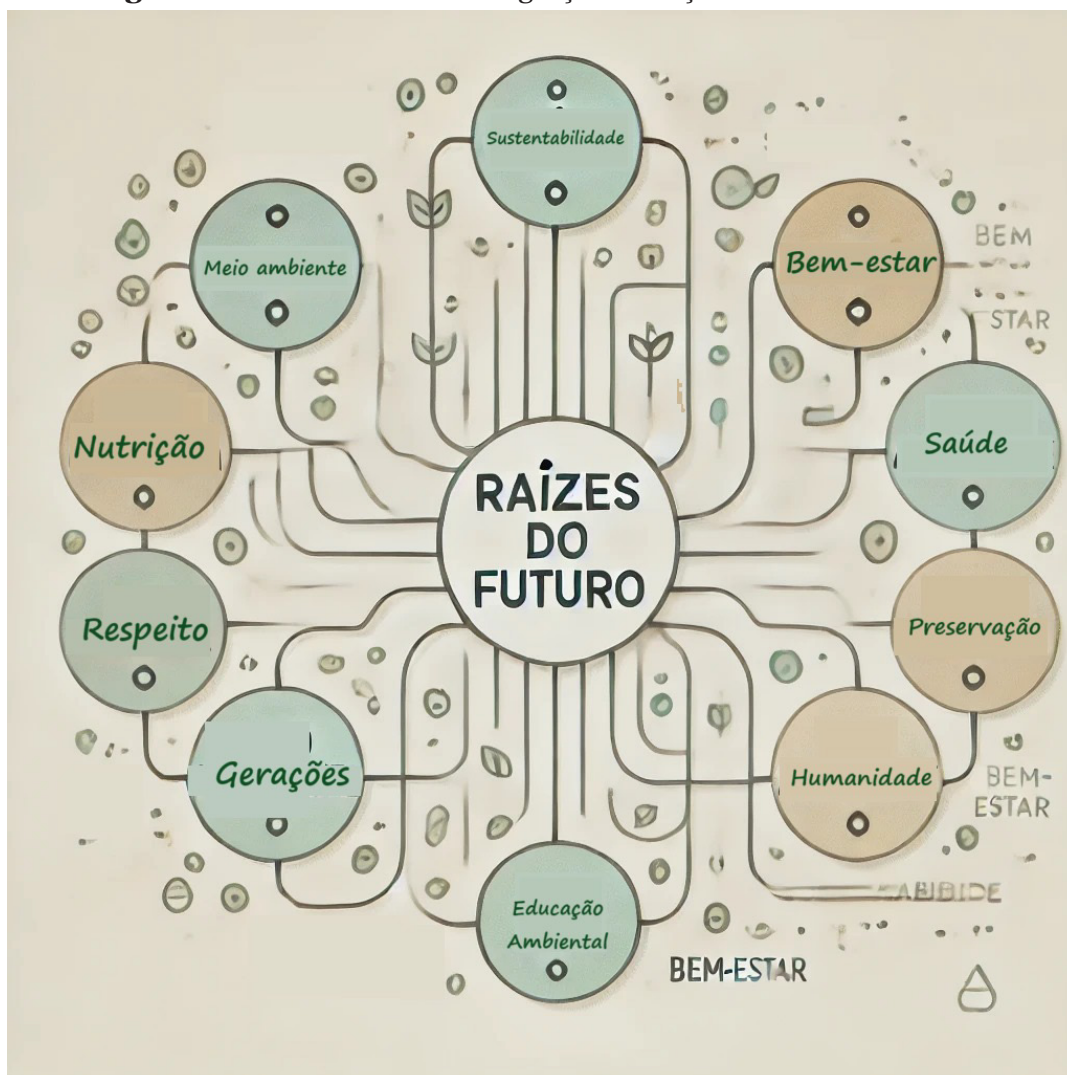 Sustentabilidade
Meio ambiente
Bem-estar
BEM
STAR
Nutrição
Saúde
RAÍZES
DO
FUTURO
Respeito
Preservação
Gerações
Humanidade
BEM-
ESTAR
Educação
Ambiental
BEM-ESTAR